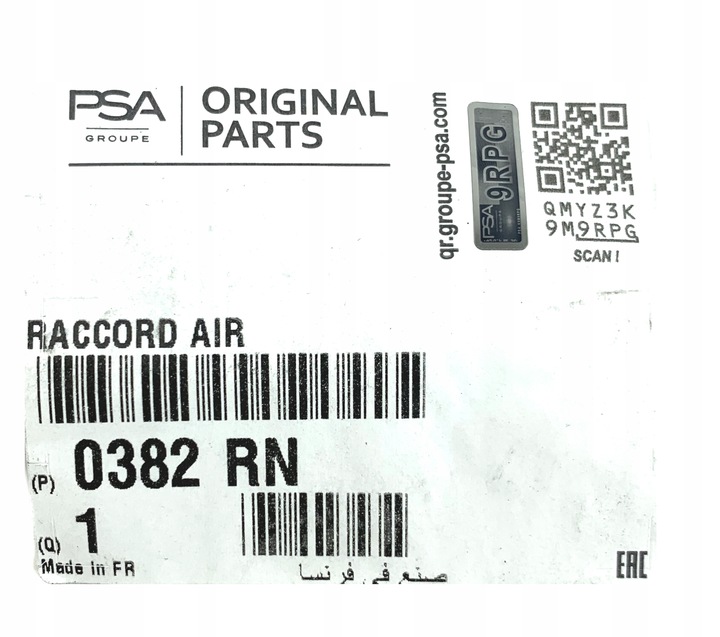 PSA
GROUPE
ORIGINAL
PARTS
qr.groupe-psa.com
PSA
9RPG
QMYZ3K
9M9RPG
SCAN!
RACCORD AIR
(P) 0382 RN
(Q) 1
Made in FR
صنع في فرنسا
EAC